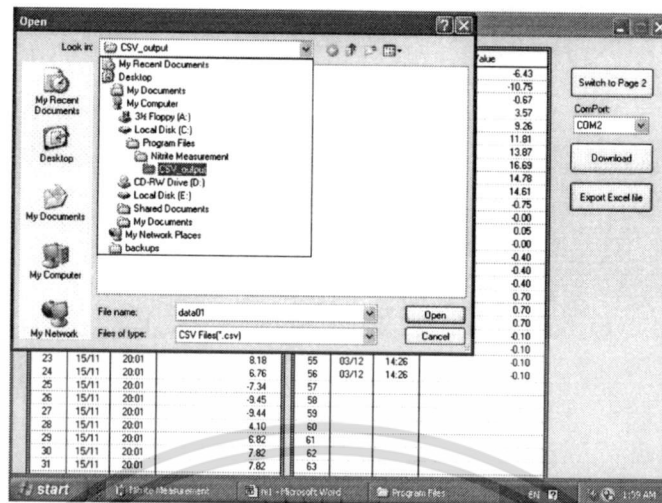 Open
Look in: CSV_output
My Recent Documents
Desktop
My Documents
My Computer
3½ Floppy (A:)
Local Disk (C:)
Program Files
Nitrite Measurement
CSV_output
CD-RW Drive (D:)
Local Disk (E:)
Shared Documents
My Documents
My Network Places
backups
My Recent
Documents
Desktop
My Documents
My Computer
My Network
File name: data01 Open
Files of type: CSV Files(*.csv) Cancel
-6.43
-10.75
-0.67
3.57
9.26
11.81
13.87
16.69
14.78
14.61
-0.75
-0.00
0.05
-0.00
-0.40
-0.40
-0.40
0.70
0.70
0.70
-0.10
-0.10
Switch to Page 2
ComPort:
COM2
Download
Export Excel file
23 15/11 20:01 8.18 55 03/12 14:26 -0.10
24 15/11 20:01 6.76 56 03/12 14:26 -0.10
25 15/11 20:01 -7.34 57
26 15/11 20:01 -9.45 58
27 15/11 20:01 -9.44 59
28 15/11 20:01 4.10 60
29 15/11 20:01 6.82 61
30 15/11 20:01 7.82 62
31 15/11 20:01 7.82 63
start Nitrite Measurement - Microsoft Word Program Files EN 1:59 AM